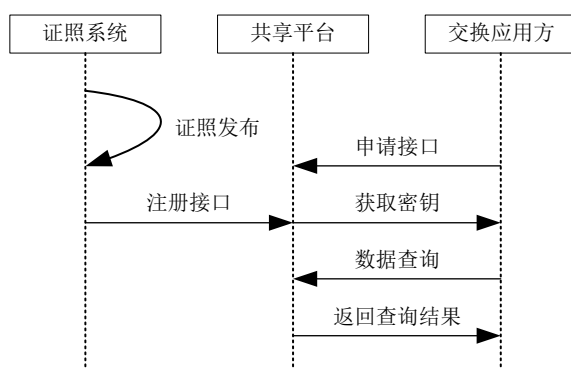 证照系统
共享平台
交换应用方
证照发布
申请接口
注册接口
获取密钥
数据查询
返回查询结果